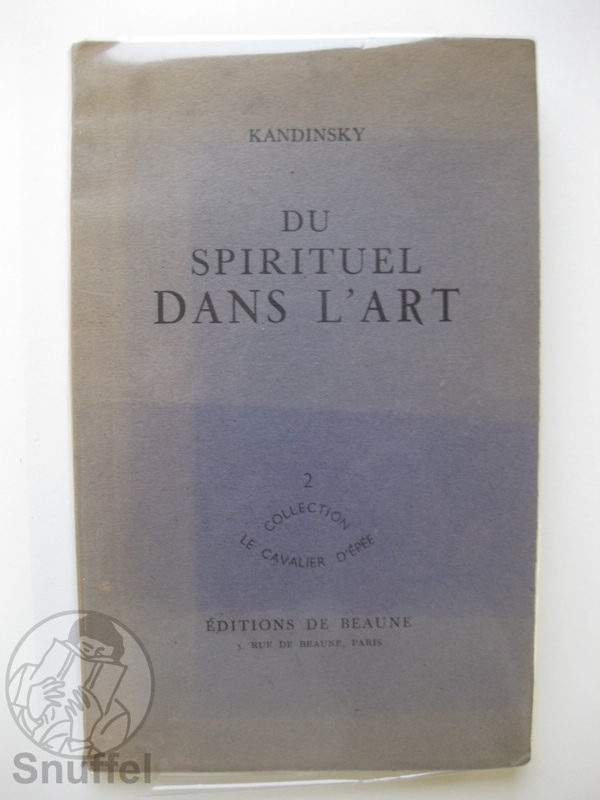 KANDINSKY
DU
SPIRITUEL
DANS L'ART
2
COLLECTION
LE CAVALIER D'ÉPÉE
ÉDITIONS DE BEAUNE
RUE DE BEAUNE, PARIS
Snuffel